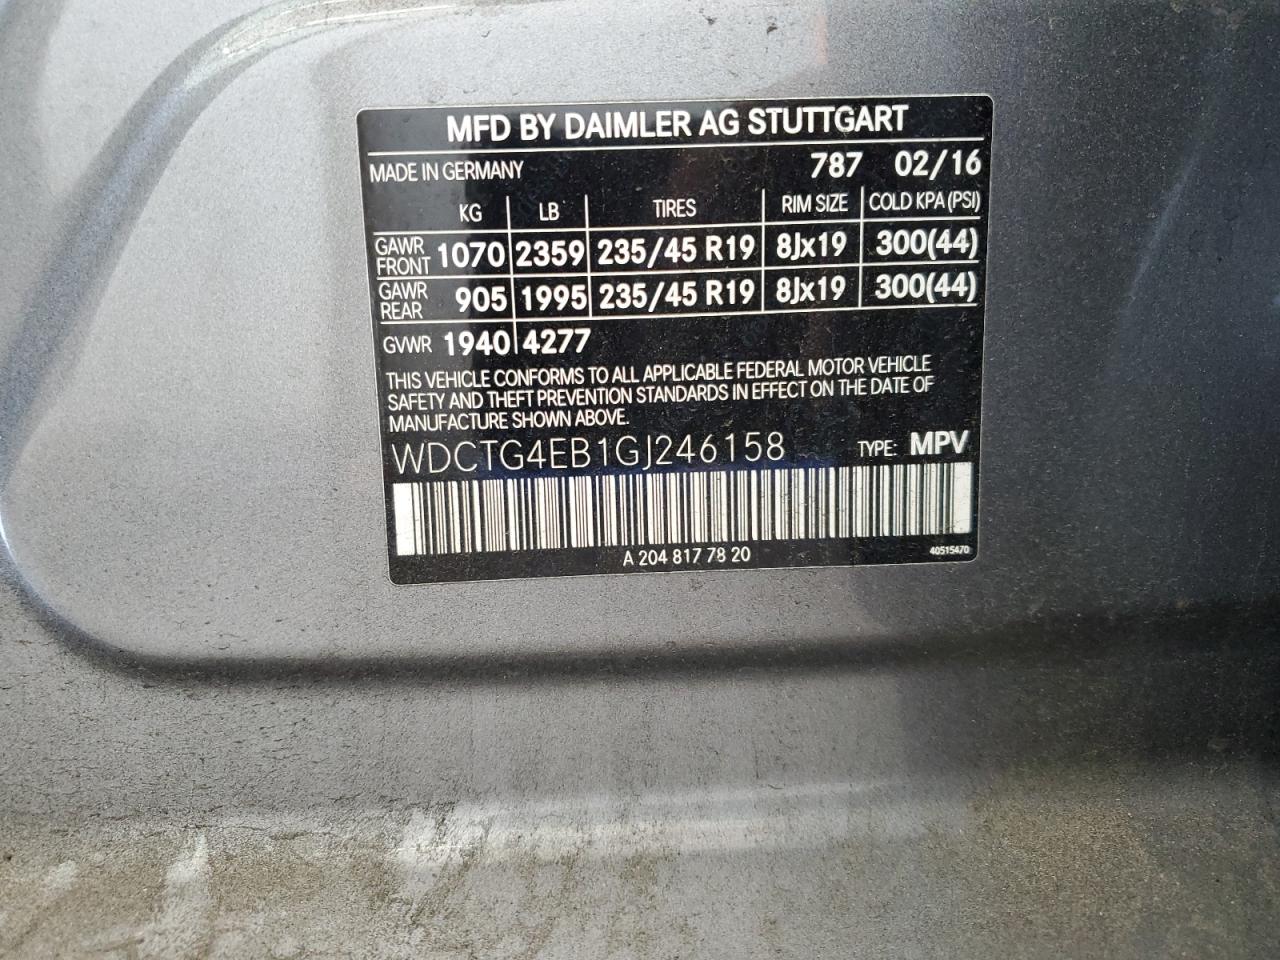 MFD BY DAIMLER AG STUTTGART
MADE IN GERMANY 787 02/16
KG LB TIRES RIM SIZE COLD KPA (PSI)
GAWR FRONT 1070 2359 235/45 R19 8Jx19 300(44)
GAWR REAR 905 1995 235/45 R19 8Jx19 300(44)
GVWR 1940 4277
THIS VEHICLE CONFORMS TO ALL APPLICABLE FEDERAL MOTOR VEHICLE
SAFETY AND THEFT PREVENTION STANDARDS IN EFFECT ON THE DATE OF
MANUFACTURE SHOWN ABOVE.
WDCTG4EB1GJ246158 TYPE: MPV
A 204 817 78 20 40515470